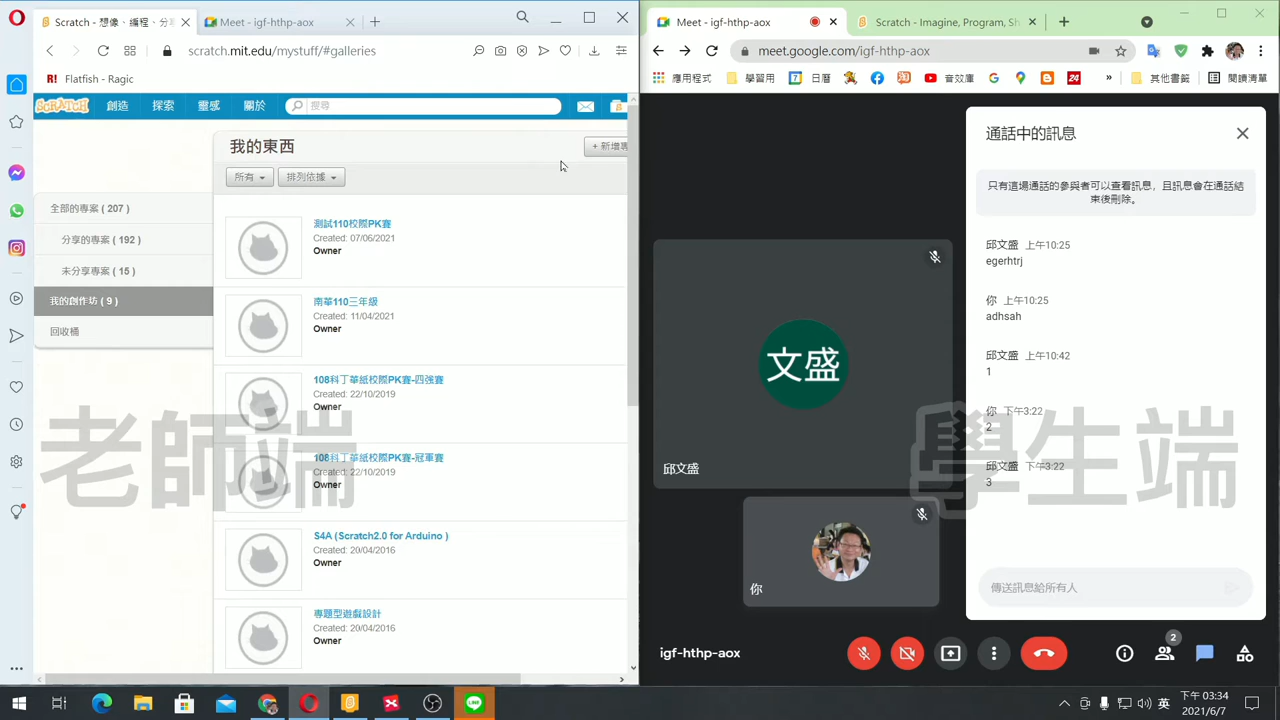 Scratch - 想像、編程、分享
Meet - igf-hthp-aox
scratch.mit.edu/mystuff/#galleries
R! Flatfish - Ragic
SCRATCH
創造
探索
靈感
關於
搜尋
我的東西
+ 新增專
所有
排列依據
全部的專案 ( 207 )
分享的專案 ( 192 )
未分享專案 ( 15 )
我的創作坊 ( 9 )
回收桶
測試110校際PK賽
Created: 07/06/2021
Owner
南華110三年級
Created: 11/04/2021
Owner
108科丁華紙校際PK賽-四強賽
Created: 22/10/2019
Owner
108科丁華紙校際PK賽-冠軍賽
Created: 22/10/2019
Owner
S4A (Scratch2.0 for Arduino )
Created: 20/04/2016
Owner
專題型遊戲設計
Created: 20/04/2016
Owner
老師端
Meet - igf-hthp-aox
Scratch - Imagine, Program, Sh
meet.google.com/igf-hthp-aox
應用程式
學習用
日曆
音效庫
24
»
其他書籤
閱讀清單
通話中的訊息
只有這場通話的參與者可以查看訊息，且訊息會在通話結
束後刪除。
邱文盛 上午10:25
egerhtrj
你 上午10:25
adhsah
邱文盛 上午10:42
1
你 下午3:22
2
邱文盛 下午3:22
3
傳送訊息給所有人
文盛
邱文盛
你
學生端
igf-hthp-aox
2
LINE
英
下午 03:34
2021/6/7